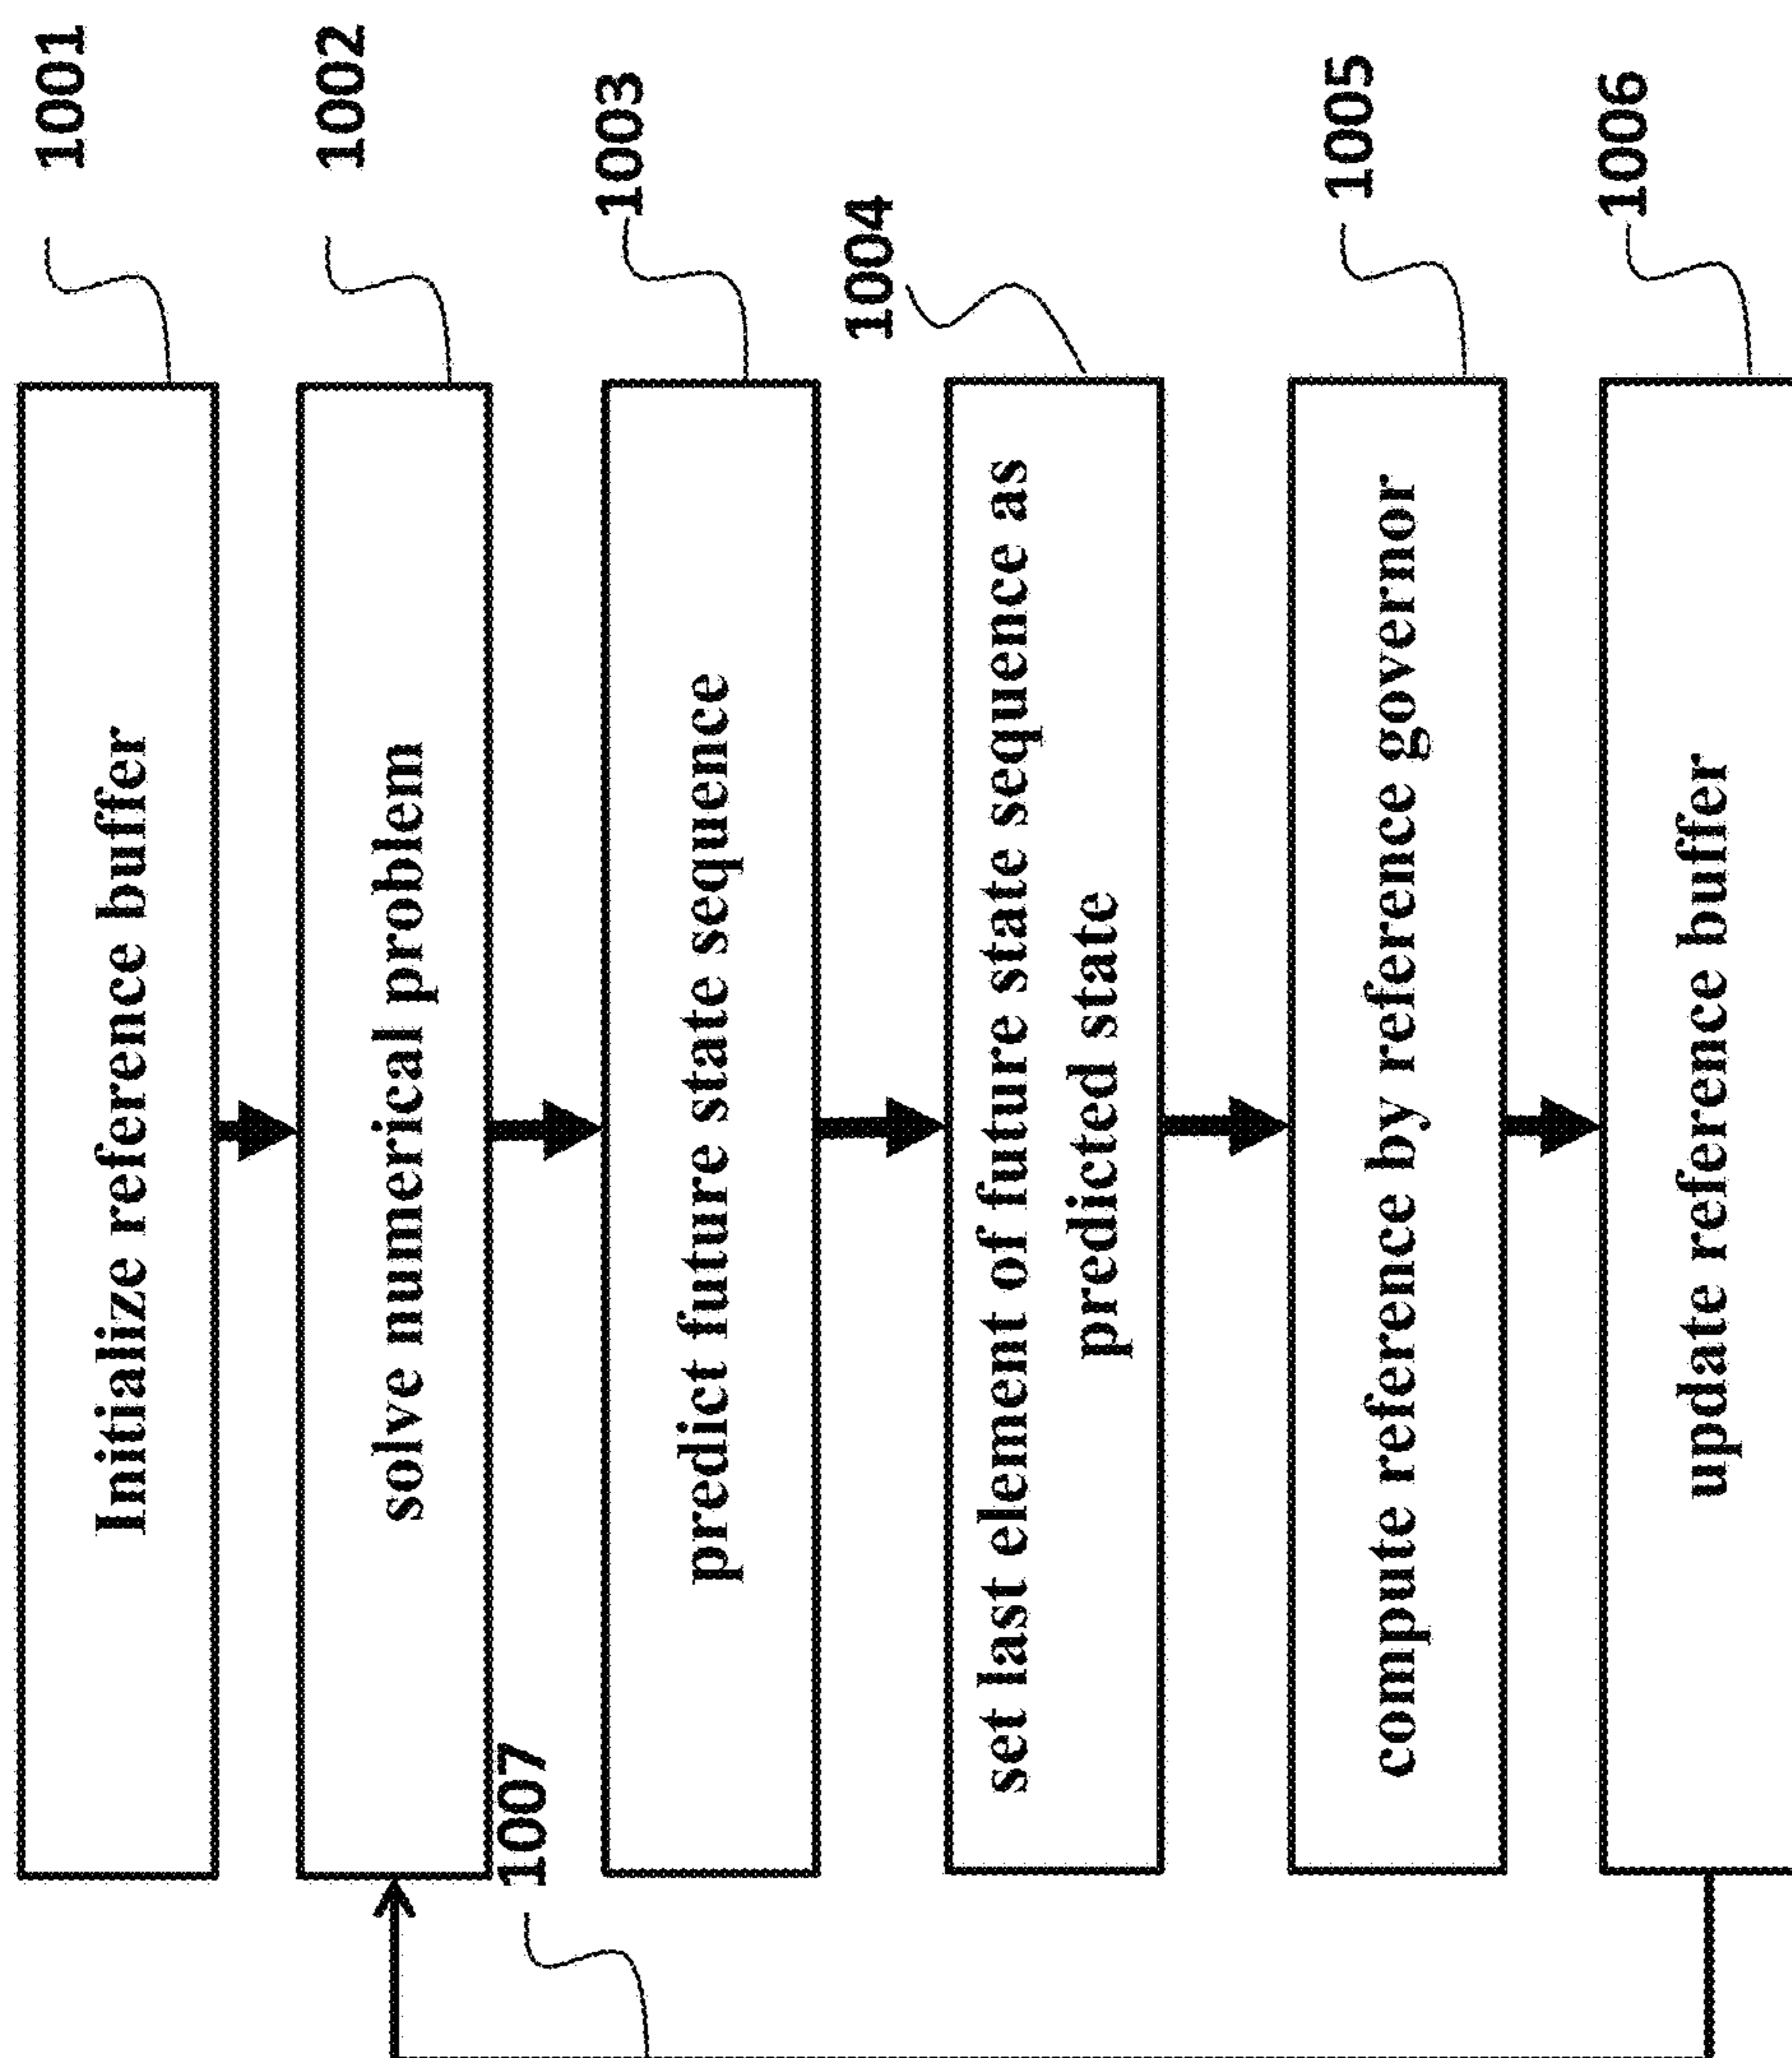 Initialize reference buffer
1001
solve numerical problem
1002
predict future state sequence
1003
set last element of future state sequence as
predicted state
1004
compute reference by reference governor
1005
update reference buffer
1006
1007